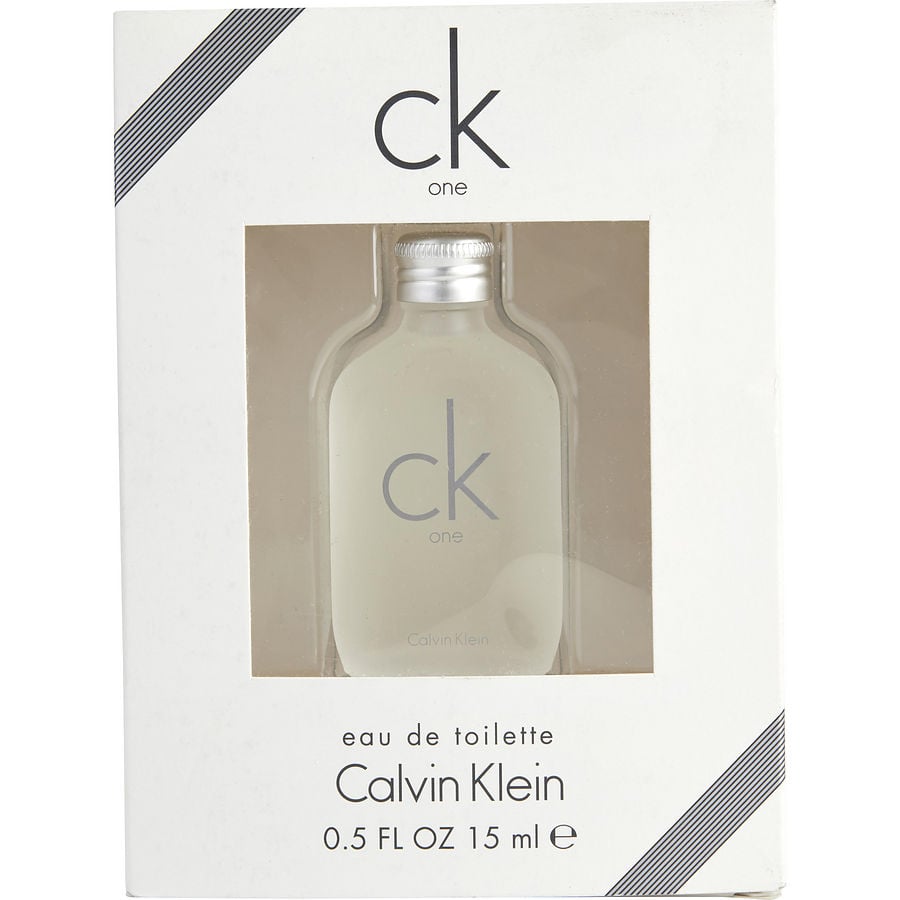 ck
one
ck
one
Calvin Klein
eau de toilette
Calvin Klein
0.5 FL OZ 15 ml ℮